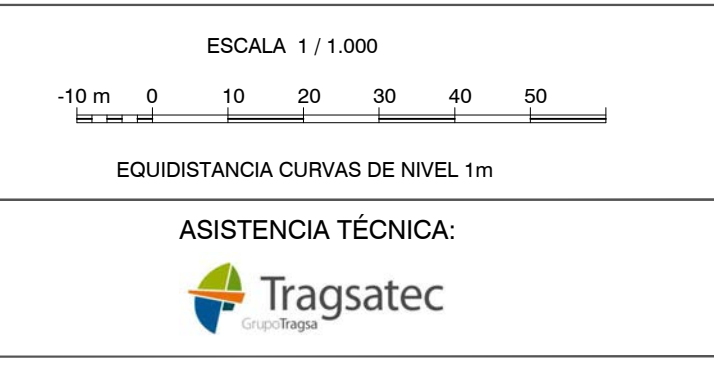 ESCALA 1 / 1.000
-10 m 0 10 20 30 40 50
EQUIDISTANCIA CURVAS DE NIVEL 1m
ASISTENCIA TÉCNICA:
Tragsatec
GrupoTragsa